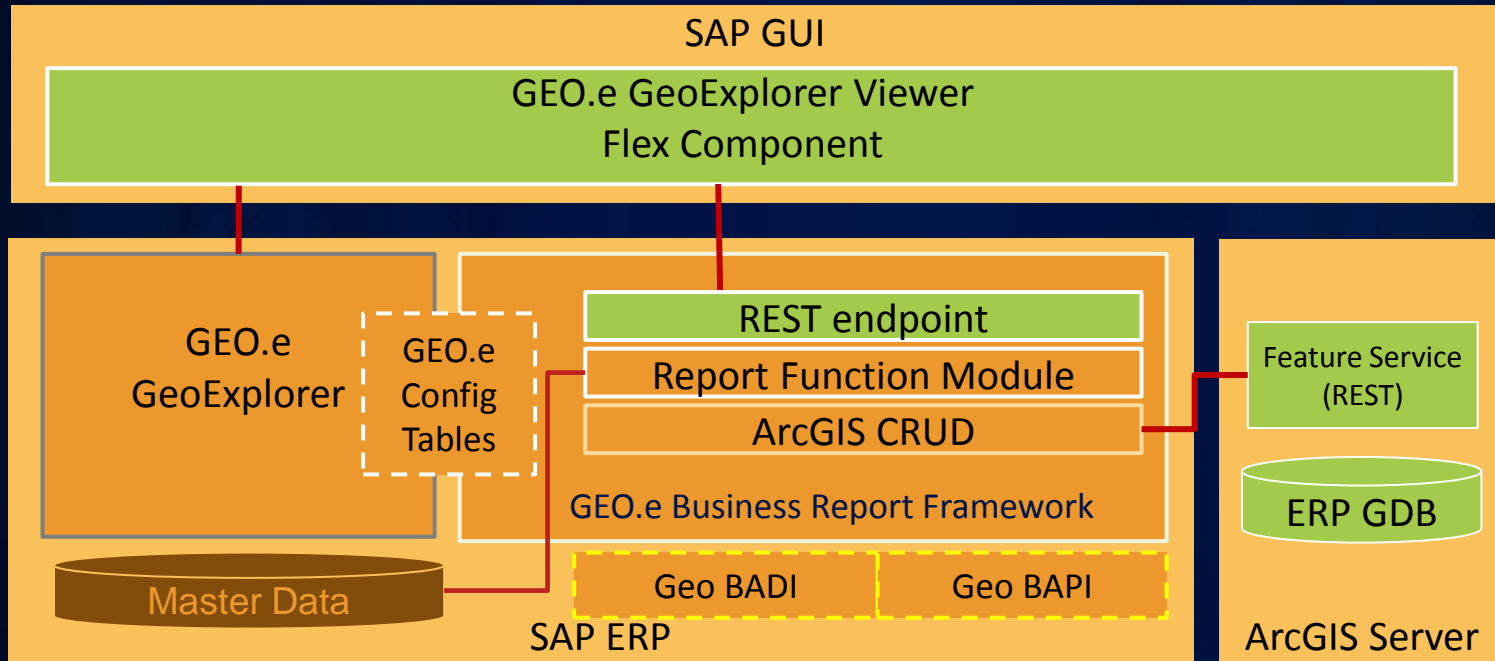 SAP GUI
GEO.e GeoExplorer Viewer
Flex Component
GEO.e
GeoExplorer
GEO.e
Config
Tables
REST endpoint
Report Function Module
ArcGIS CRUD
GEO.e Business Report Framework
Master Data
Geo BADI
Geo BAPI
SAP ERP
Feature Service
(REST)
ERP GDB
ArcGIS Server